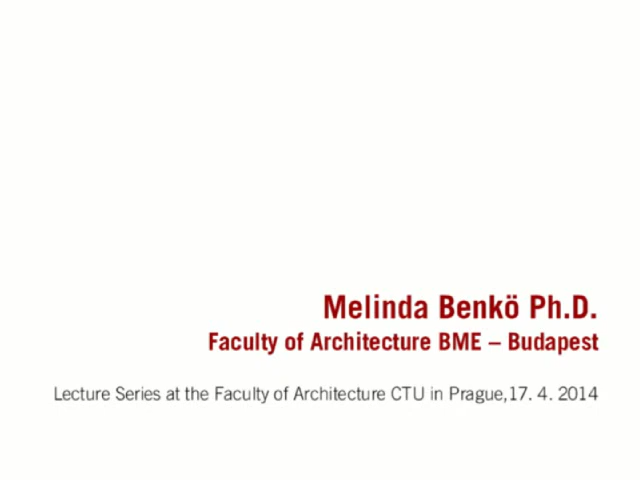 Melinda Benkö Ph.D.
Faculty of Architecture BME – Budapest
Lecture Series at the Faculty of Architecture CTU in Prague,17. 4. 2014